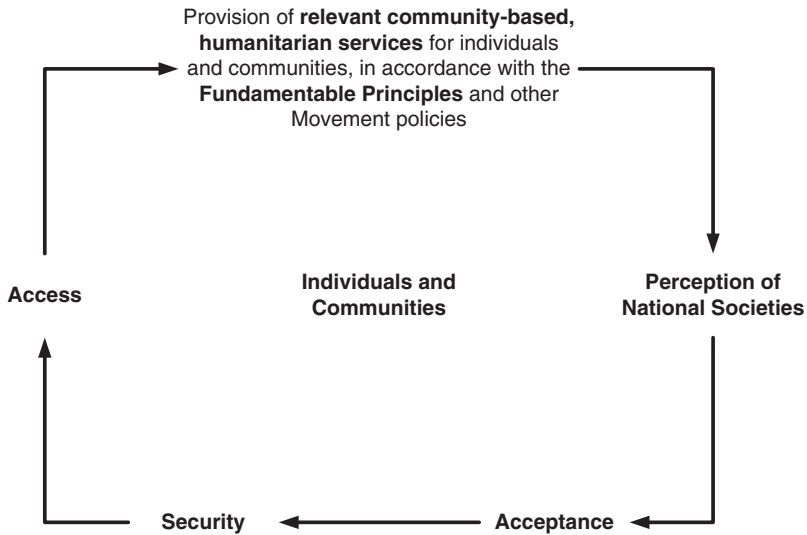 Provision of relevant community-based,
humanitarian services for individuals
and communities, in accordance with the
Fundamentable Principles and other
Movement policies
Access
Individuals and
Communities
Perception of
National Societies
Security
Acceptance